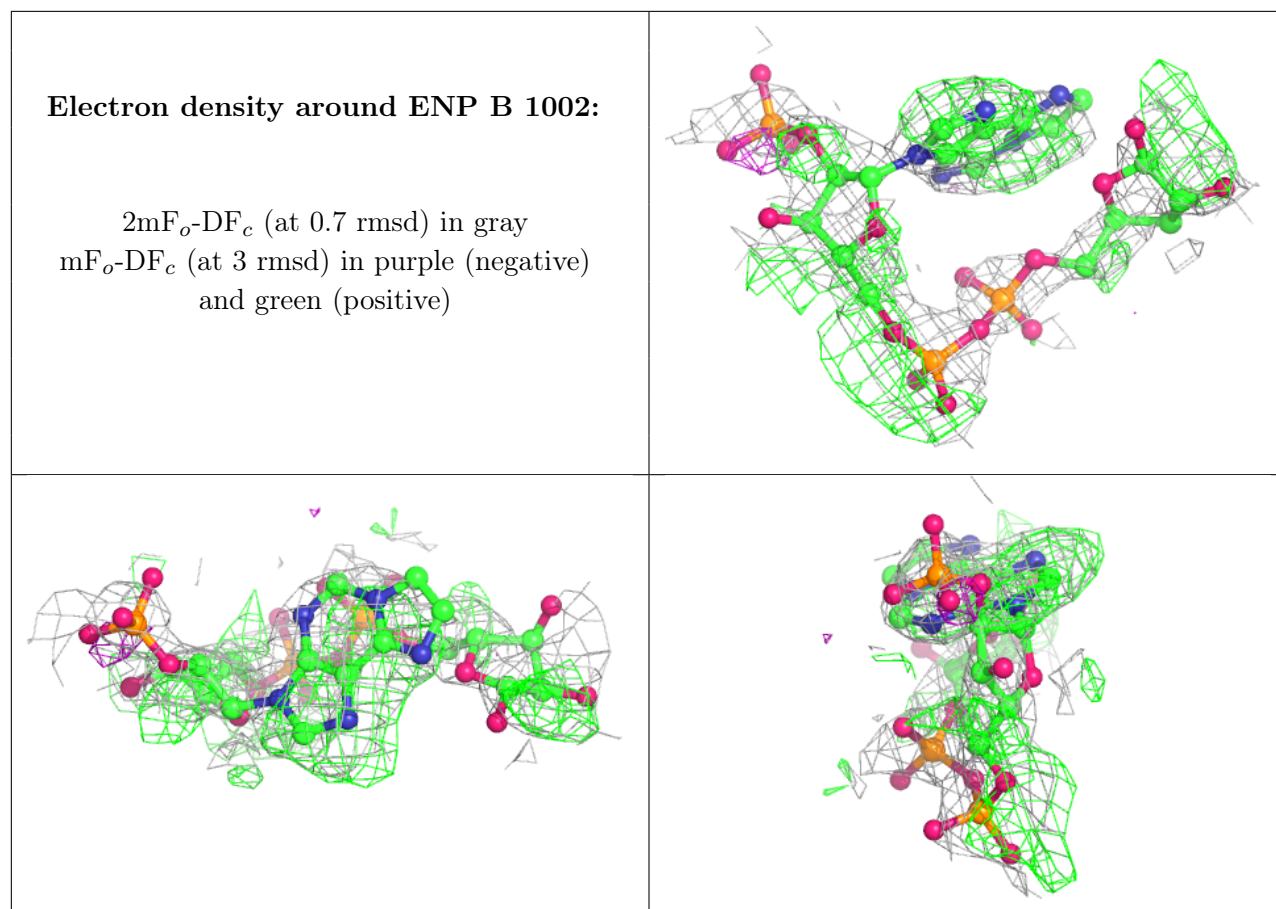 Electron density around ENP B 1002:
2mFo-DFc (at 0.7 rmsd) in gray
mFo-DFc (at 3 rmsd) in purple (negative)
and green (positive)